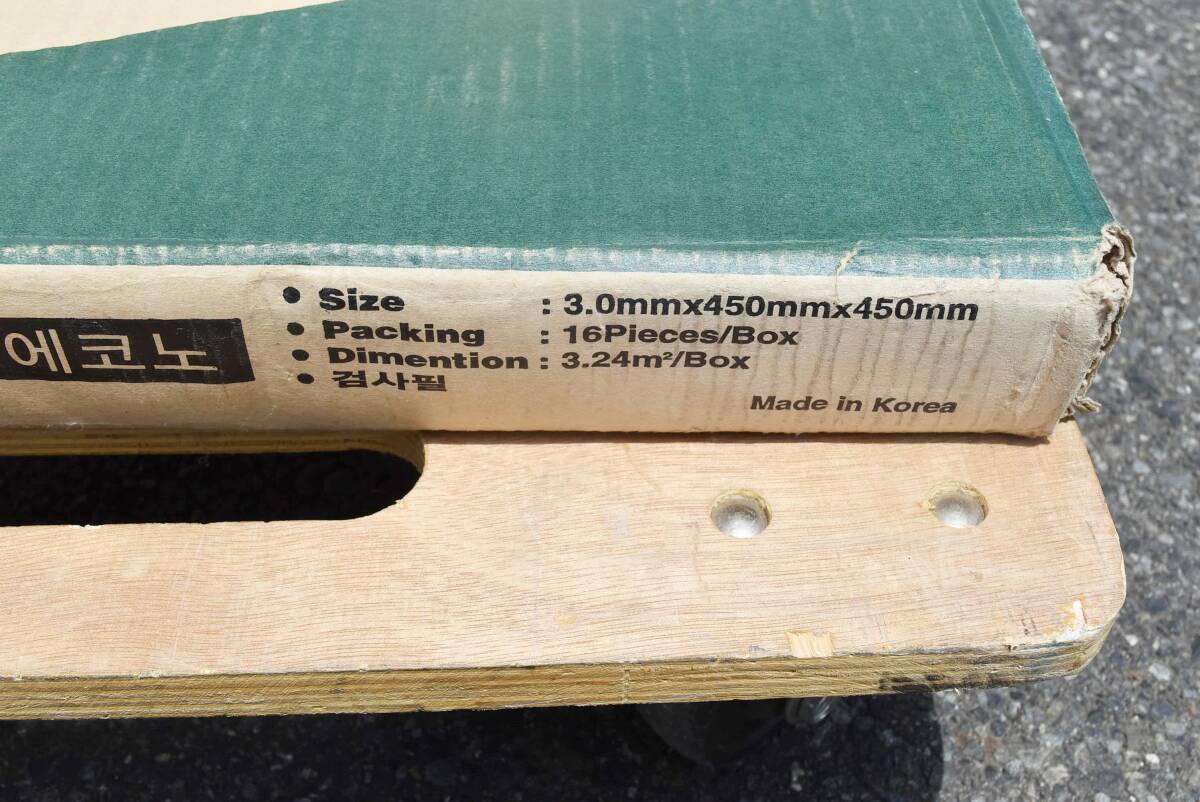 에코노
• Size : 3.0mmx450mmx450mm
• Packing : 16Pieces/Box
• Dimention : 3.24m²/Box
• 검사필
Made in Korea